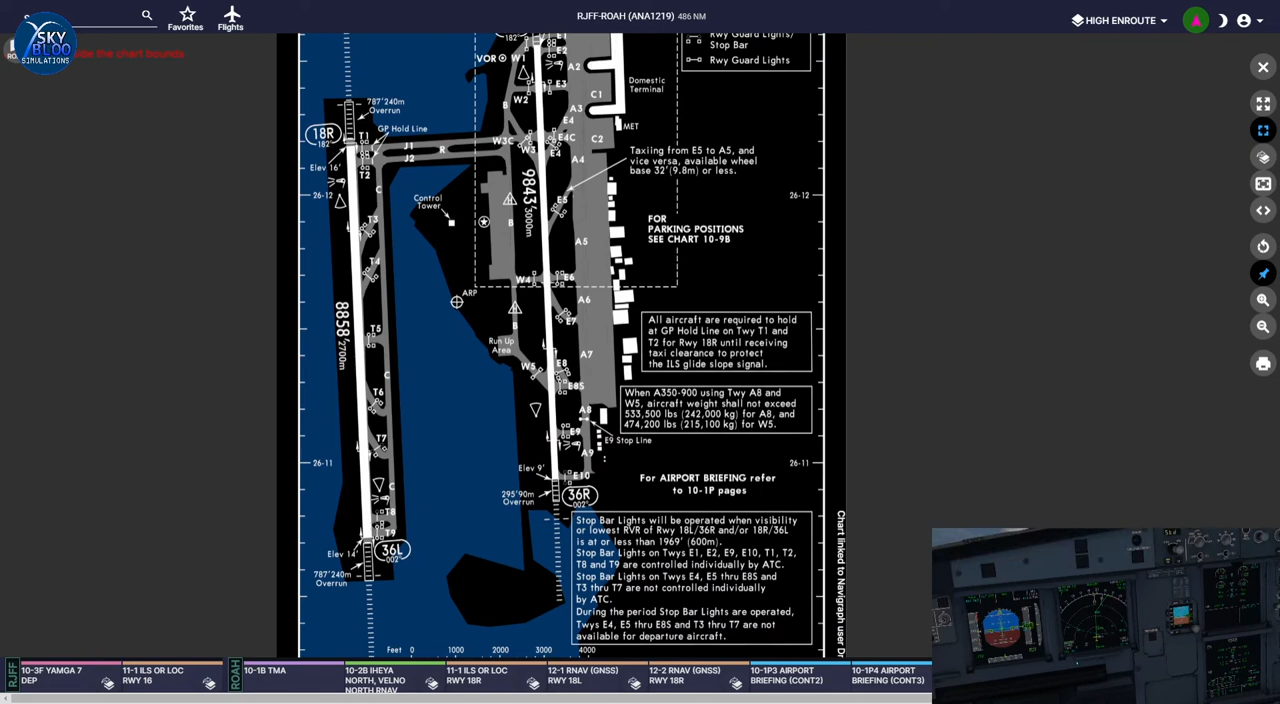 RJFF-ROAH (ANA1219) 486 NM
HIGH ENROUTE
Favorites
Flights
SKY
BLOO
SIMULATIONS
ide the chart bounds
Rwy Guard Lights/
Stop Bar
Rwy Guard Lights
182°
E1
E2
VOR
W1
A2
E3
W2
C1
Domestic
Terminal
B
A3
E4
MET
787'240m
Overrun
GP Hold Line
18R
182°
T1
J1
J2
R
W3C
W3
E4C
E4
C2
A4
Elev 16'
T2
C
Taxiing from E5 to A5, and
vice versa, available wheel
base 32'(9.8m) or less.
26-12
26-12
Control
Tower
9843'
3000m
E5
T3
B
A5
FOR
PARKING POSITIONS
SEE CHART 10-9B
T4
W4
E6
ARP
A6
8858'
2700m
T5
B
E7
All aircraft are required to hold
at GP Hold Line on Twy T1 and
T2 for Rwy 18R until receiving
taxi clearance to protect
the ILS glide slope signal.
Run Up
Area
A7
W5
E8
C
T6
E8S
When A350-900 using Twy A8 and
W5, aircraft weight shall not exceed
533,500 lbs (242,000 kg) for A8, and
474,200 lbs (215,100 kg) for W5.
A8
E9
E9 Stop Line
T7
A9
26-11
26-11
Elev 9'
E10
For AIRPORT BRIEFING refer
to 10-1P pages
C
295'90m
Overrun
36R
002°
T8
T9
Elev 14'
36L
002°
787'240m
Overrun
Stop Bar Lights will be operated when visibility
or lowest RVR of Rwy 18L/36R and/or 18R/36L
is at or less than 1969' (600m).
Stop Bar Lights on Twys E1, E2, E9, E10, T1, T2,
T8 and T9 are controlled individually by ATC.
Stop Bar Lights on Twys E4, E5 thru E8S and
T3 thru T7 are not controlled individually
by ATC.
During the period Stop Bar Lights are operated,
Twys E4, E5 thru E8S and T3 thru T7 are not
available for departure aircraft.
Chart linked to Navigraph user D
Feet 0 1000 2000 3000 4000
RJFF
10-3F YAMGA 7
DEP
11-1 ILS OR LOC
RWY 16
ROAH
10-1B TMA
10-2B IHEYA
NORTH, VELNO
NORTH RNAV
11-1 ILS OR LOC
RWY 18R
12-1 RNAV (GNSS)
RWY 18L
12-2 RNAV (GNSS)
RWY 18R
10-1P3 AIRPORT
BRIEFING (CONT2)
10-1P4 AIRPORT
BRIEFING (CONT3)